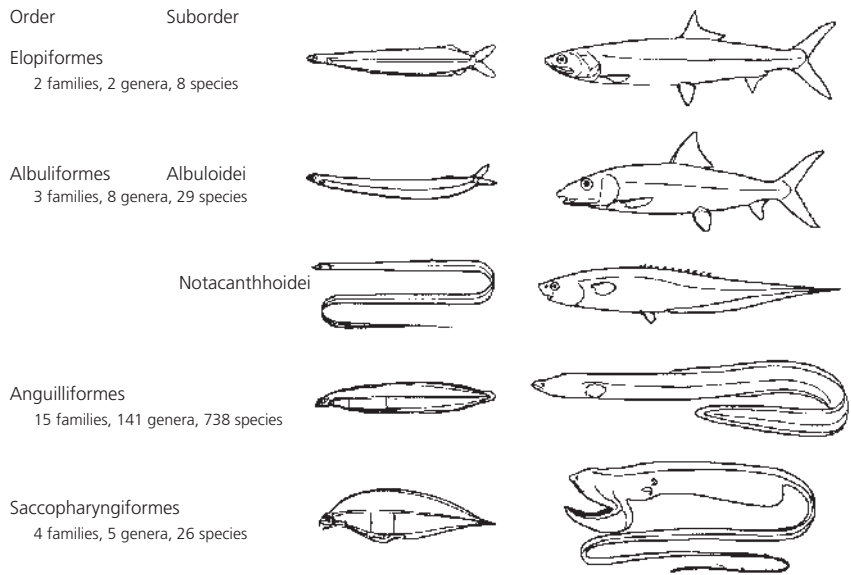 Order Suborder
Elopiformes
2 families, 2 genera, 8 species
Albuliformes Albuloidei
3 families, 8 genera, 29 species
Notacanthhoidei
Anguilliformes
15 families, 141 genera, 738 species
Saccopharyngiformes
4 families, 5 genera, 26 species